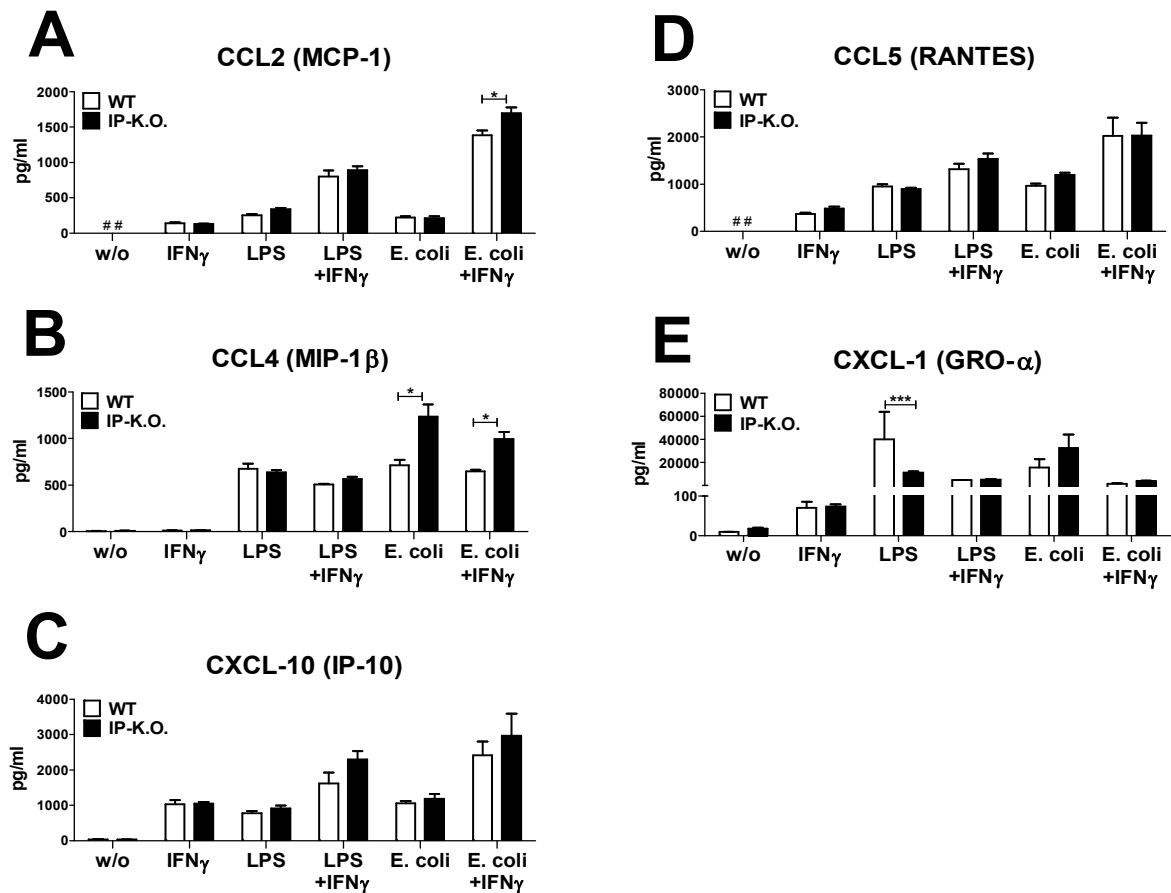 A
CCL2 (MCP-1)
WT
IP-K.O.
pg/ml
2000
1500
1000
500
0
*
# #
w/o IFNγ LPS LPS E. coli E. coli
+IFNγ +IFNγ
B
CCL4 (MIP-1β)
WT
IP-K.O.
pg/ml
1500
1000
500
0
*
*
w/o IFNγ LPS LPS E. coli E. coli
+IFNγ +IFNγ
C
CXCL-10 (IP-10)
WT
IP-K.O.
pg/ml
4000
3000
2000
1000
0
w/o IFNγ LPS LPS E. coli E. coli
+IFNγ +IFNγ
D
CCL5 (RANTES)
WT
IP-K.O.
pg/ml
3000
2000
1000
0
# #
w/o IFNγ LPS LPS E. coli E. coli
+IFNγ +IFNγ
E
CXCL-1 (GRO-α)
WT
IP-K.O.
pg/ml
80000
60000
40000
20000
100
0
***
w/o IFNγ LPS LPS E. coli E. coli
+IFNγ +IFNγ